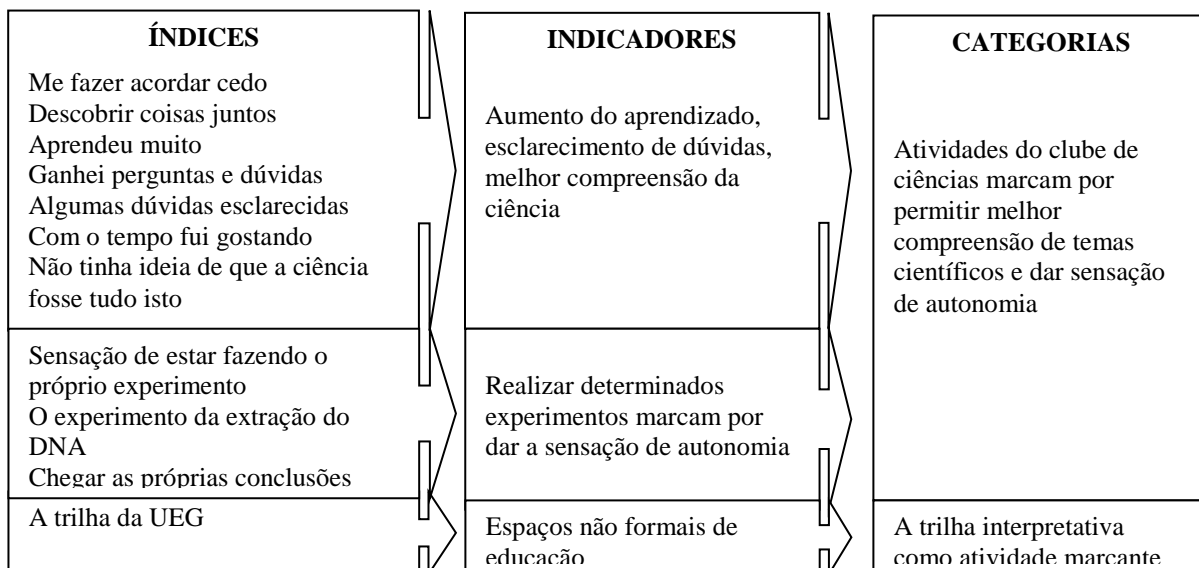 ÍNDICES
Me fazer acordar cedo
Descobrir coisas juntos
Aprendeu muito
Ganhei perguntas e dúvidas
Algumas dúvidas esclarecidas
Com o tempo fui gostando
Não tinha ideia de que a ciência
fosse tudo isto
INDICADORES
Aumento do aprendizado,
esclarecimento de dúvidas,
melhor compreensão da
ciência
CATEGORIAS
Atividades do clube de
ciências marcam por
permitir melhor
compreensão de temas
científicos e dar sensação
de autonomia
Sensação de estar fazendo o
próprio experimento
O experimento da extração do
DNA
Chegar as próprias conclusões
Realizar determinados
experimentos marcam por
dar a sensação de autonomia
A trilha da UEG
Espaços não formais de
educação
A trilha interpretativa
como atividade marcante